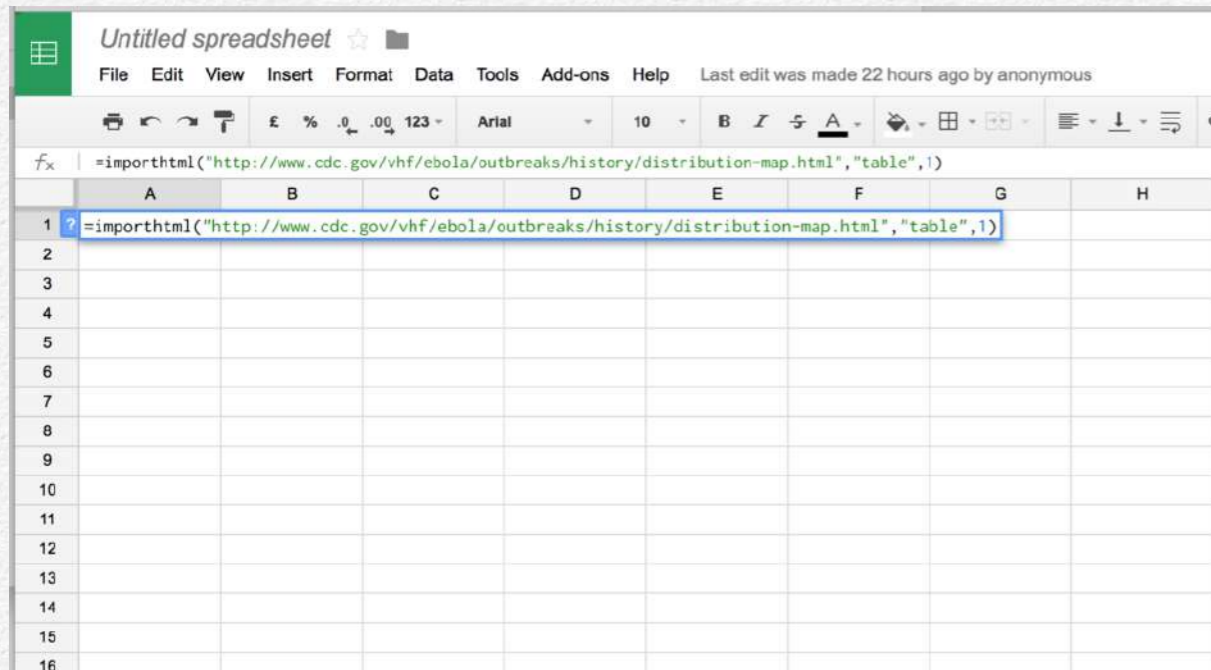 Untitled spreadsheet
File Edit View Insert Format Data Tools Add-ons Help Last edit was made 22 hours ago by anonymous
£ % .0 .00 123 Arial 10 B I S A
fx =importhtml("http://www.cdc.gov/vhf/ebola/outbreaks/history/distribution-map.html","table",1)
A B C D E F G H
1 ? =importhtml("http://www.cdc.gov/vhf/ebola/outbreaks/history/distribution-map.html","table",1)
2
3
4
5
6
7
8
9
10
11
12
13
14
15
16